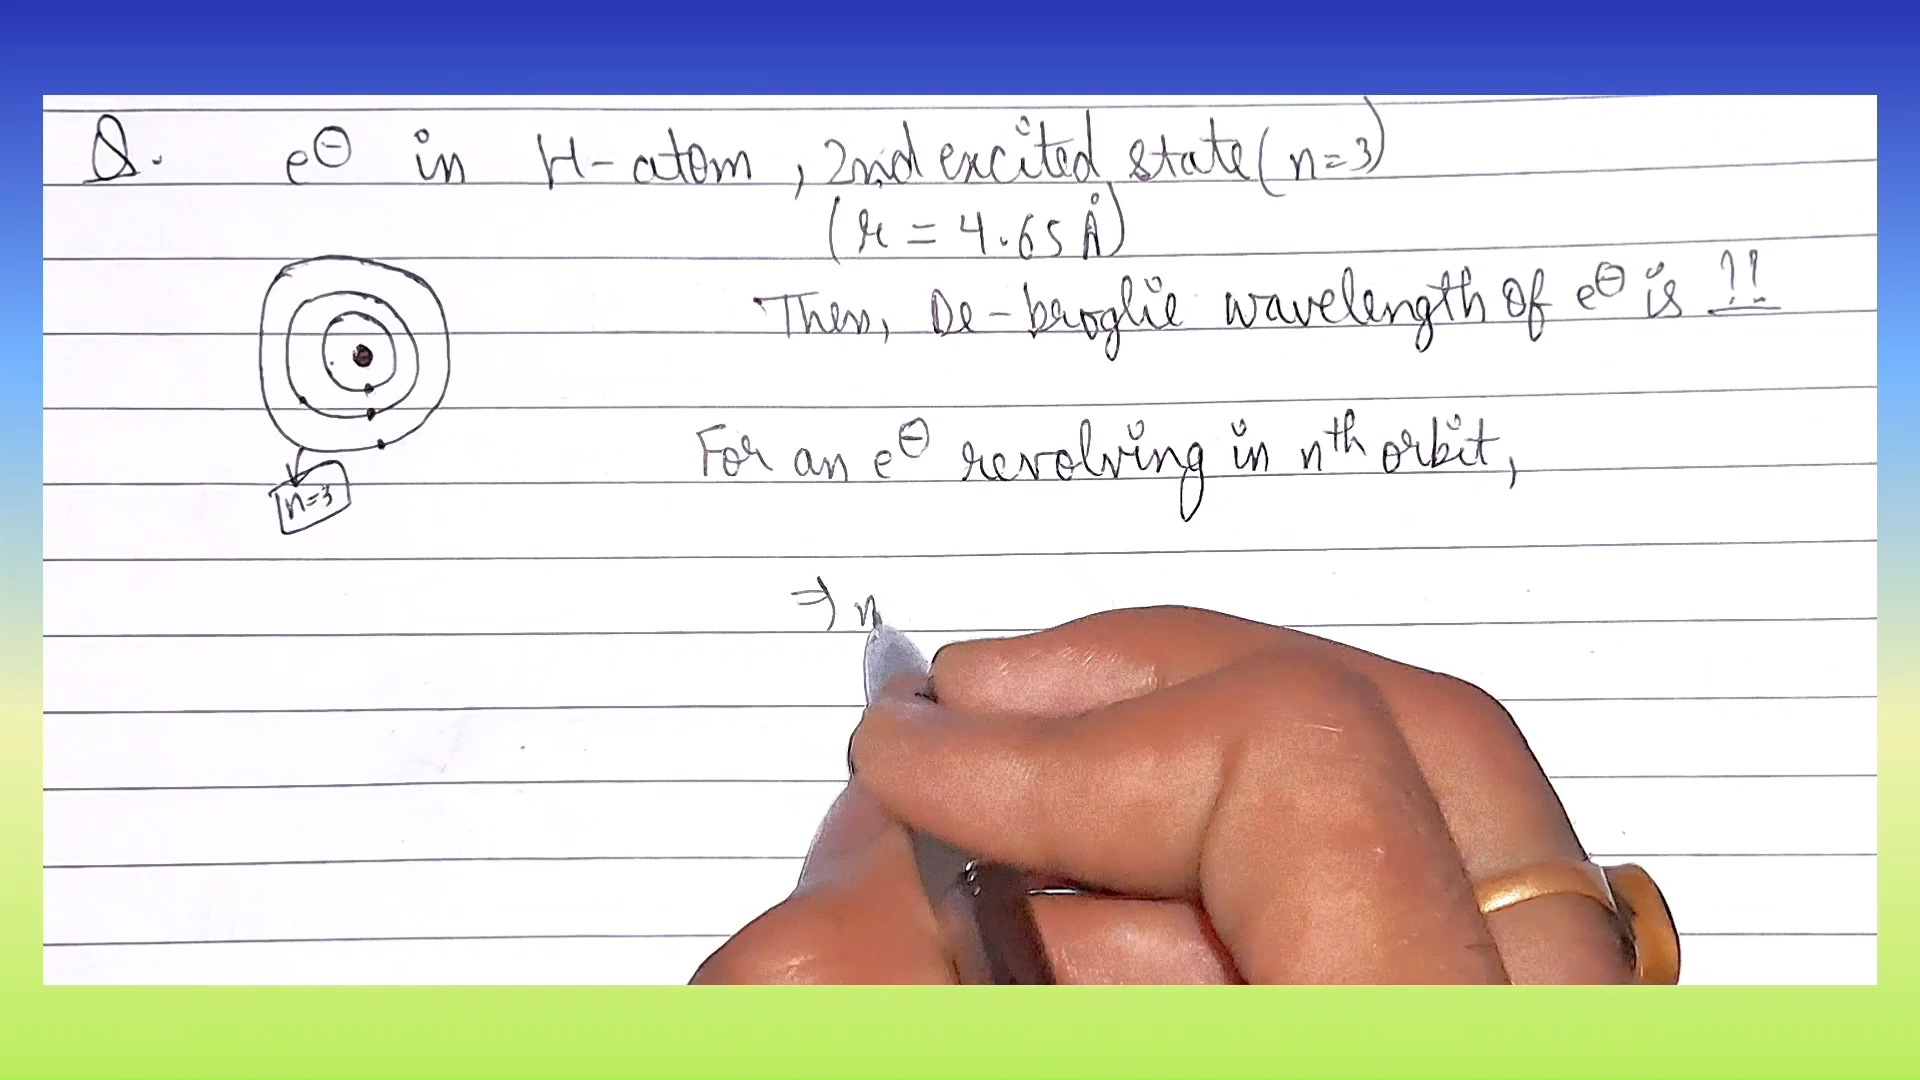 Q. e⊖ in H-atom, 2nd excited state (n=3)
(r = 4.65 Å)
Then, De-broglie wavelength of e⊖ is ??
n=3
For an e⊖ revolving in nth orbit,
⇒ n